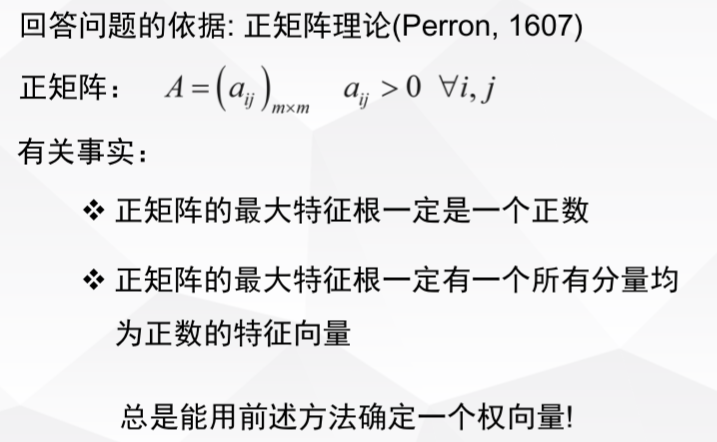 回答问题的依据: 正矩阵理论(Perron, 1607)
正矩阵： A=(aᵢⱼ)ₘ×ₘ aᵢⱼ >0 ∀i, j
有关事实：
❖ 正矩阵的最大特征根一定是一个正数
❖ 正矩阵的最大特征根一定有一个所有分量均
为正数的特征向量
总是能用前述方法确定一个权向量!